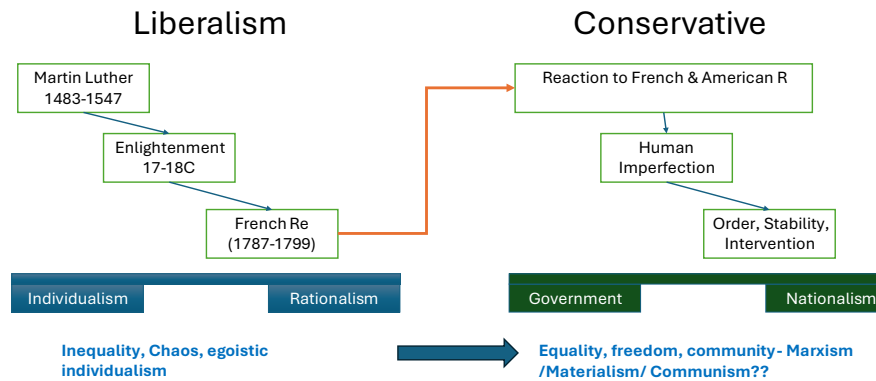 Liberalism
Martin Luther
1483-1547
Enlightenment
17-18C
French Re
(1787-1799)
Individualism
Rationalism
Inequality, Chaos, egoistic
individualism
Conservative
Reaction to French & American R
Human
Imperfection
Order, Stability,
Intervention
Government
Nationalism
Equality, freedom, community- Marxism
/Materialism/ Communism??